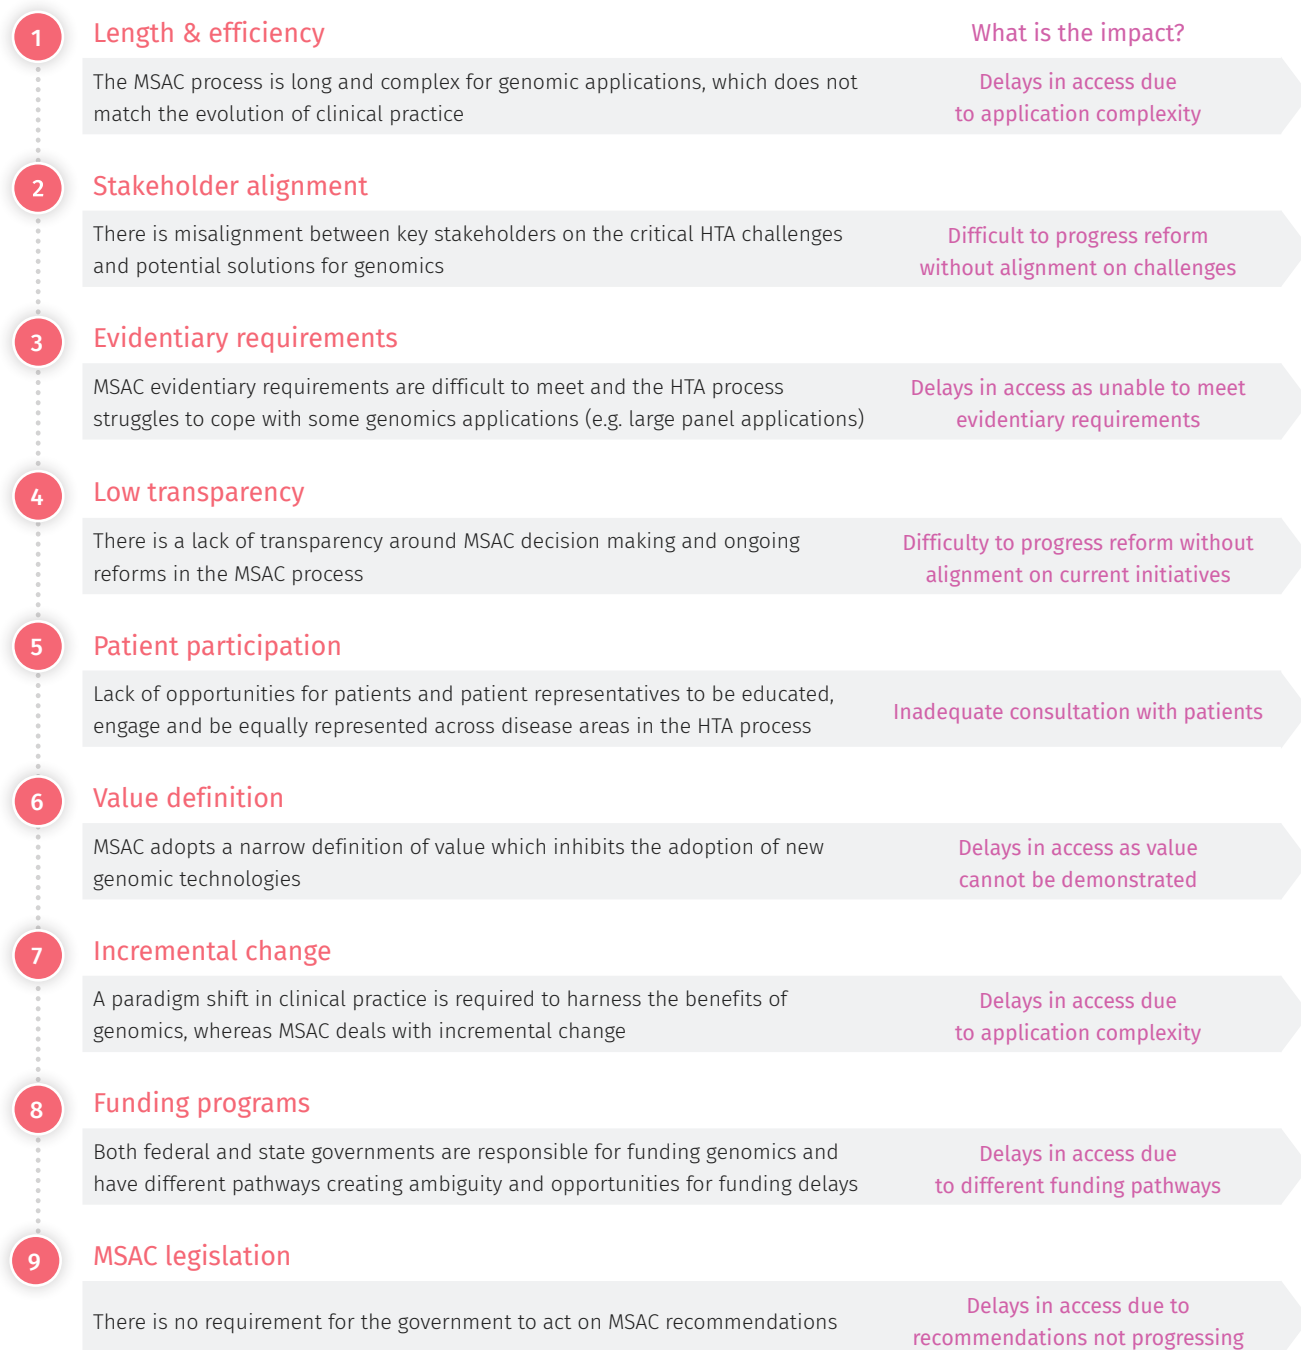 1
Length & efficiency
What is the impact?
The MSAC process is long and complex for genomic applications, which does not
match the evolution of clinical practice
Delays in access due
to application complexity
2
Stakeholder alignment
There is misalignment between key stakeholders on the critical HTA challenges
and potential solutions for genomics
Difficult to progress reform
without alignment on challenges
3
Evidentiary requirements
MSAC evidentiary requirements are difficult to meet and the HTA process
struggles to cope with some genomics applications (e.g. large panel applications)
Delays in access as unable to meet
evidentiary requirements
4
Low transparency
There is a lack of transparency around MSAC decision making and ongoing
reforms in the MSAC process
Difficulty to progress reform without
alignment on current initiatives
5
Patient participation
Lack of opportunities for patients and patient representatives to be educated,
engage and be equally represented across disease areas in the HTA process
Inadequate consultation with patients
6
Value definition
MSAC adopts a narrow definition of value which inhibits the adoption of new
genomic technologies
Delays in access as value
cannot be demonstrated
7
Incremental change
A paradigm shift in clinical practice is required to harness the benefits of
genomics, whereas MSAC deals with incremental change
Delays in access due
to application complexity
8
Funding programs
Both federal and state governments are responsible for funding genomics and
have different pathways creating ambiguity and opportunities for funding delays
Delays in access due
to different funding pathways
9
MSAC legislation
There is no requirement for the government to act on MSAC recommendations
Delays in access due to
recommendations not progressing